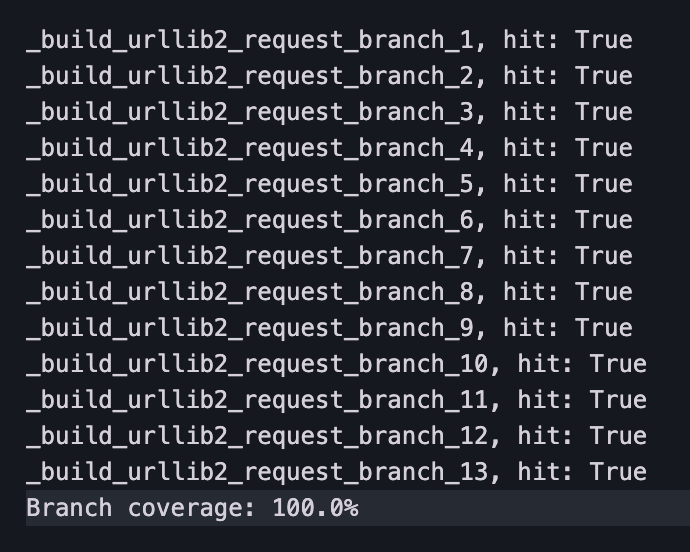 _build_urllib2_request_branch_1, hit: True
_build_urllib2_request_branch_2, hit: True
_build_urllib2_request_branch_3, hit: True
_build_urllib2_request_branch_4, hit: True
_build_urllib2_request_branch_5, hit: True
_build_urllib2_request_branch_6, hit: True
_build_urllib2_request_branch_7, hit: True
_build_urllib2_request_branch_8, hit: True
_build_urllib2_request_branch_9, hit: True
_build_urllib2_request_branch_10, hit: True
_build_urllib2_request_branch_11, hit: True
_build_urllib2_request_branch_12, hit: True
_build_urllib2_request_branch_13, hit: True
Branch coverage: 100.0%